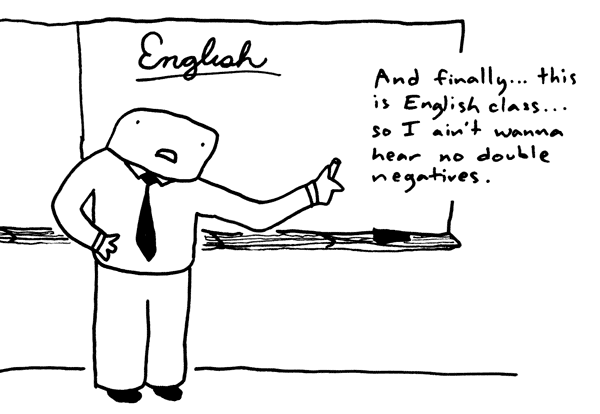 English
And finally... this
is English class...
so I ain't wanna
hear no double
negatives.